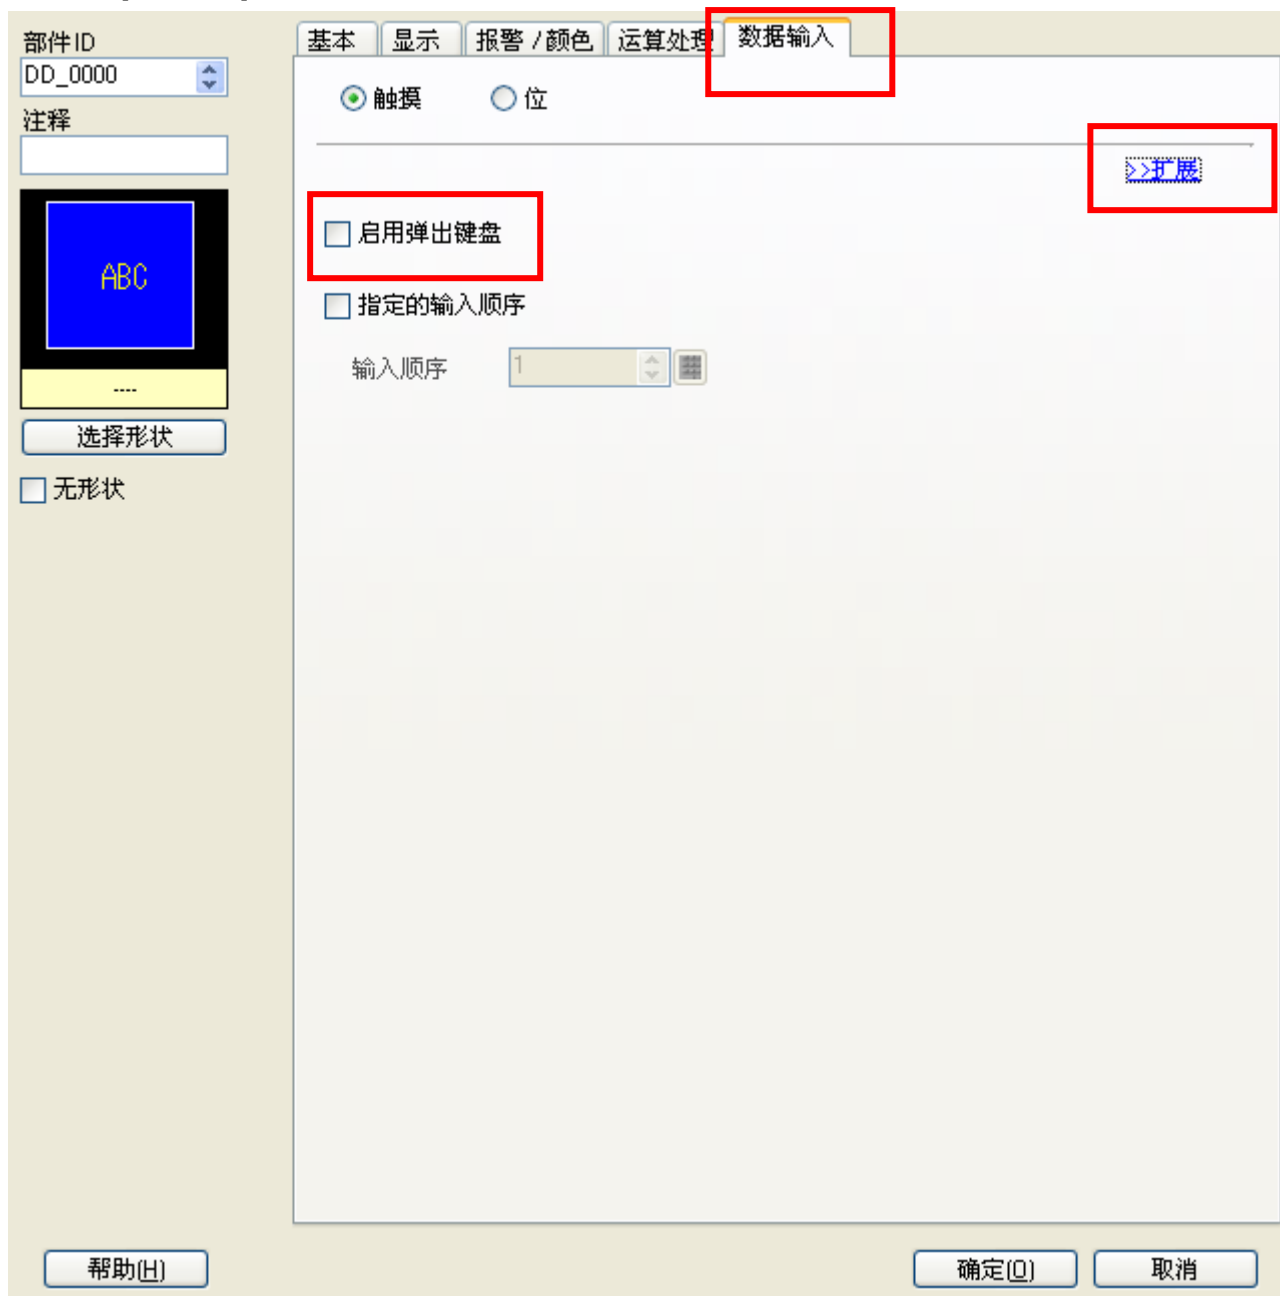 部件ID
DD_0000
注释
ABC
----
选择形状
无形状
基本 显示 报警 / 颜色 运算处理 数据输入
触摸 位
>>扩展
启用弹出键盘
指定的输入顺序
输入顺序 1
帮助(H) 确定(O) 取消